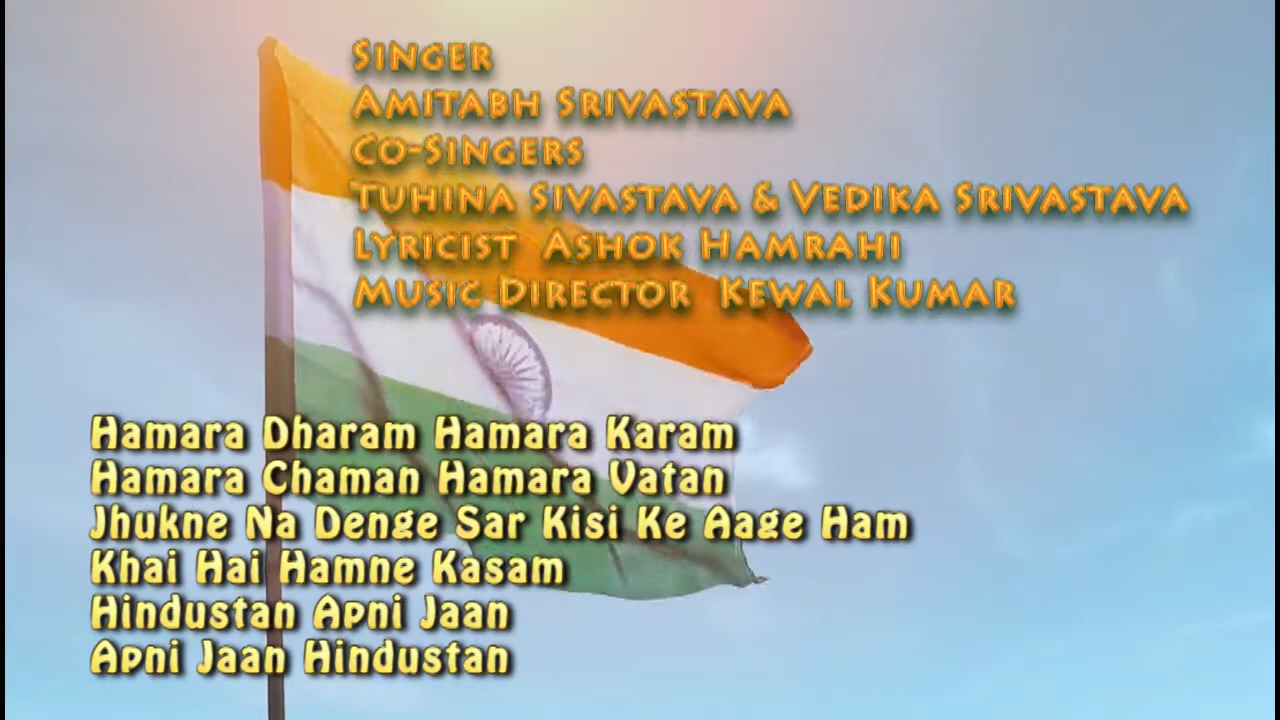 Singer
Amitabh Srivastava
Co-Singers
Tuhina Sivastava & Vedika Srivastava
Lyricist Ashok Hamrahi
Music Director Kewal Kumar
Hamara Dharam Hamara Karam
Hamara Chaman Hamara Vatan
Jhukne Na Denge Sar Kisi Ke Aage Ham
Khai Hai Hamne Kasam
Hindustan Apni Jaan
Apni Jaan Hindustan